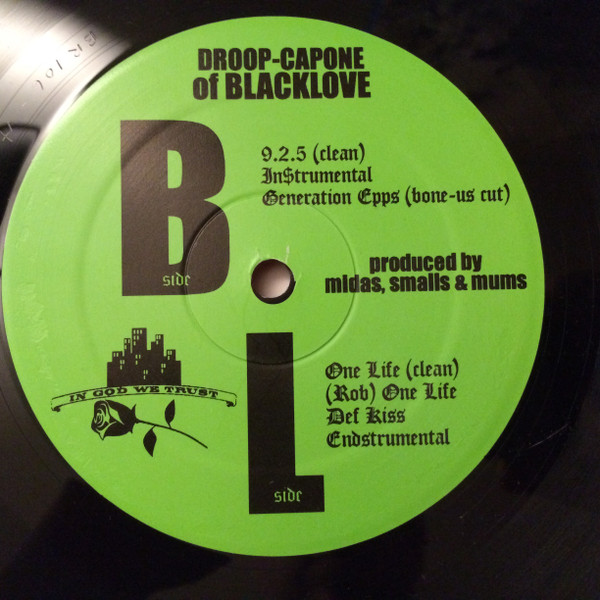 DROOP-CAPONE
of BLACKLOVE
B
side
9.2.5 (clean)
In$trumental
Generation Epps (bone-us cut)
produced by
midas, smalls & mums
IN GOD WE TRUST
L
side
One Life (clean)
(Rob) One Life
Def Kiss
Endstrumental